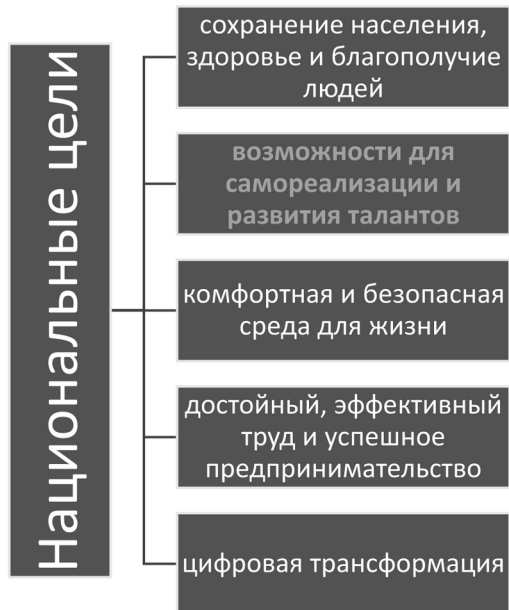 Национальные цели
сохранение населения,
здоровье и благополучие
людей
возможности для
самореализации и
развития талантов
комфортная и безопасная
среда для жизни
достойный, эффективный
труд и успешное
предпринимательство
цифровая трансформация